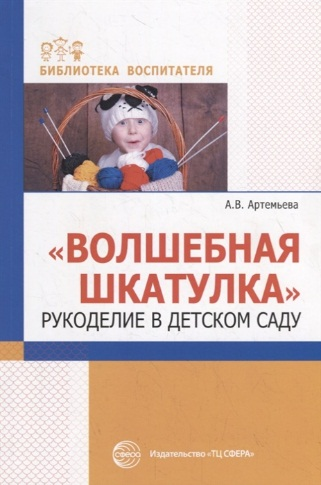 БИБЛИОТЕКА ВОСПИТАТЕЛЯ
А.В. Артемьева
«ВОЛШЕБНАЯ
ШКАТУЛКА»
РУКОДЕЛИЕ В ДЕТСКОМ САДУ
СФЕРА
Издательство «ТЦ СФЕРА»